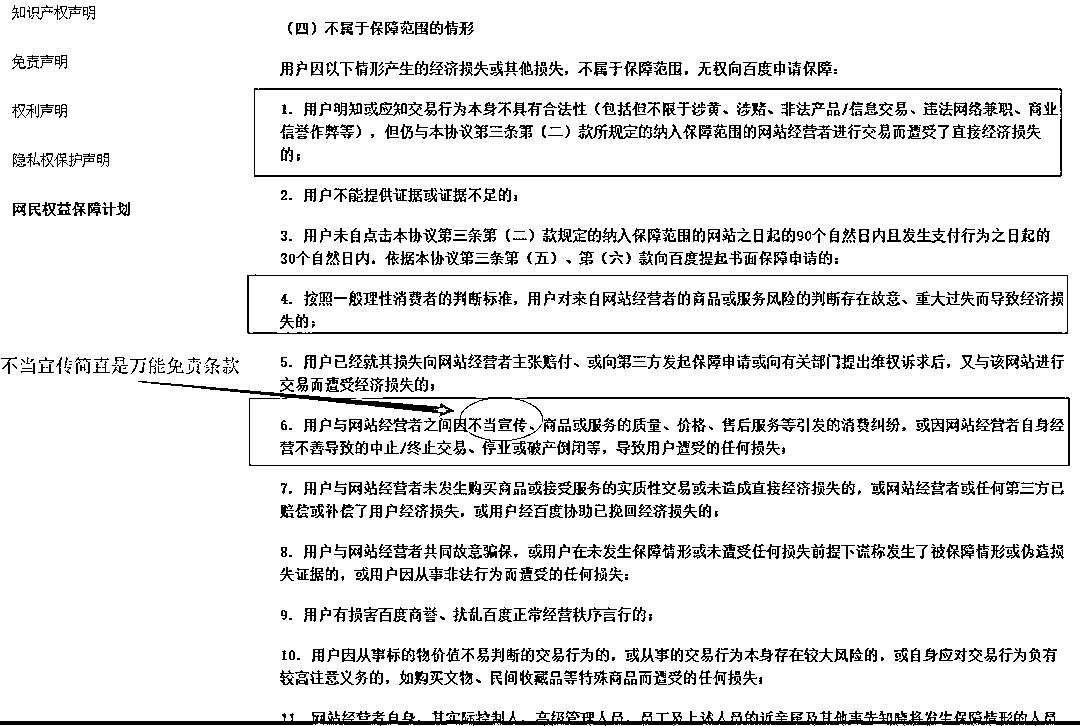 知识产权声明
免责声明
权利声明
隐私权保护声明
网民权益保障计划
不当宣传简直是万能免责条款
（四）不属于保障范围的情形
用户因以下情形产生的经济损失或其他损失，不属于保障范围，无权向百度申请保障：
1. 用户明知或应知交易行为本身不具有合法性（包括但不限于涉黄、涉赌、非法产品/信息交易、违法网络兼职、商业
信誉作弊等），但仍与本协议第三条第（二）款所规定的纳入保障范围的网站经营者进行交易而遭受了直接经济损失
的；
2. 用户不能提供证据或证据不足的；
3. 用户未自点击本协议第三条第（二）款规定的纳入保障范围的网站之日起的90个自然日内且发生支付行为之日起的
30个自然日内，依据本协议第三条第（五）、第（六）款向百度提起书面保障申请的；
4. 按照一般理性消费者的判断标准，用户对来自网站经营者的商品或服务风险的判断存在故意、重大过失而导致经济损
失的；
5. 用户已经就其损失向网站经营者主张赔付、或向第三方发起保障申请或向有关部门提出维权诉求后，又与该网站进行
交易而遭受经济损失的；
6. 用户与网站经营者之间因不当宣传、商品或服务的质量、价格、售后服务等引发的消费纠纷，或因网站经营者自身经
营不善导致的中止/终止交易、停业或破产倒闭等，导致用户遭受的任何损失；
7. 用户与网站经营者未发生购买商品或接受服务的实质性交易或未造成直接经济损失的，或网站经营者或任何第三方已
赔偿或补偿了用户经济损失，或用户经百度协助已挽回经济损失的；
8. 用户与网站经营者共同故意骗保，或用户在未发生保障情形或未遭受任何损失前提下谎称发生了被保障情形或伪造损
失证据的，或用户因从事非法行为而遭受的任何损失；
9. 用户有损害百度商誉、扰乱百度正常经营秩序言行的；
10. 用户因从事标的物价值不易判断的交易行为的，或从事的交易行为本身存在较大风险的，或自身应对交易行为负有
较高注意义务的，如购买文物、民间收藏品等特殊商品而遭受的任何损失；
11. 网站经营者自身、其实际控制人、高级管理人员、员工及上述人员的近亲属及其他事先知晓将发生保障情形的人员